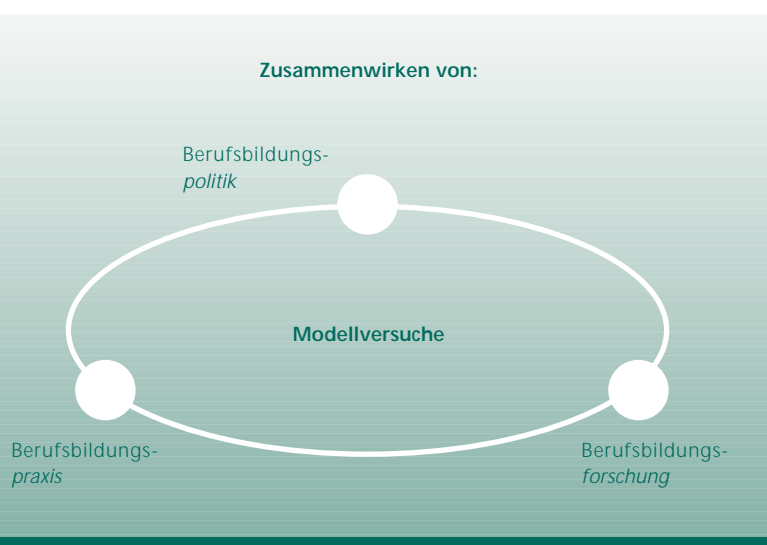 Zusammenwirken von:
Berufsbildungs-
politik
Modellversuche
Berufsbildungs-
praxis
Berufsbildungs-
forschung